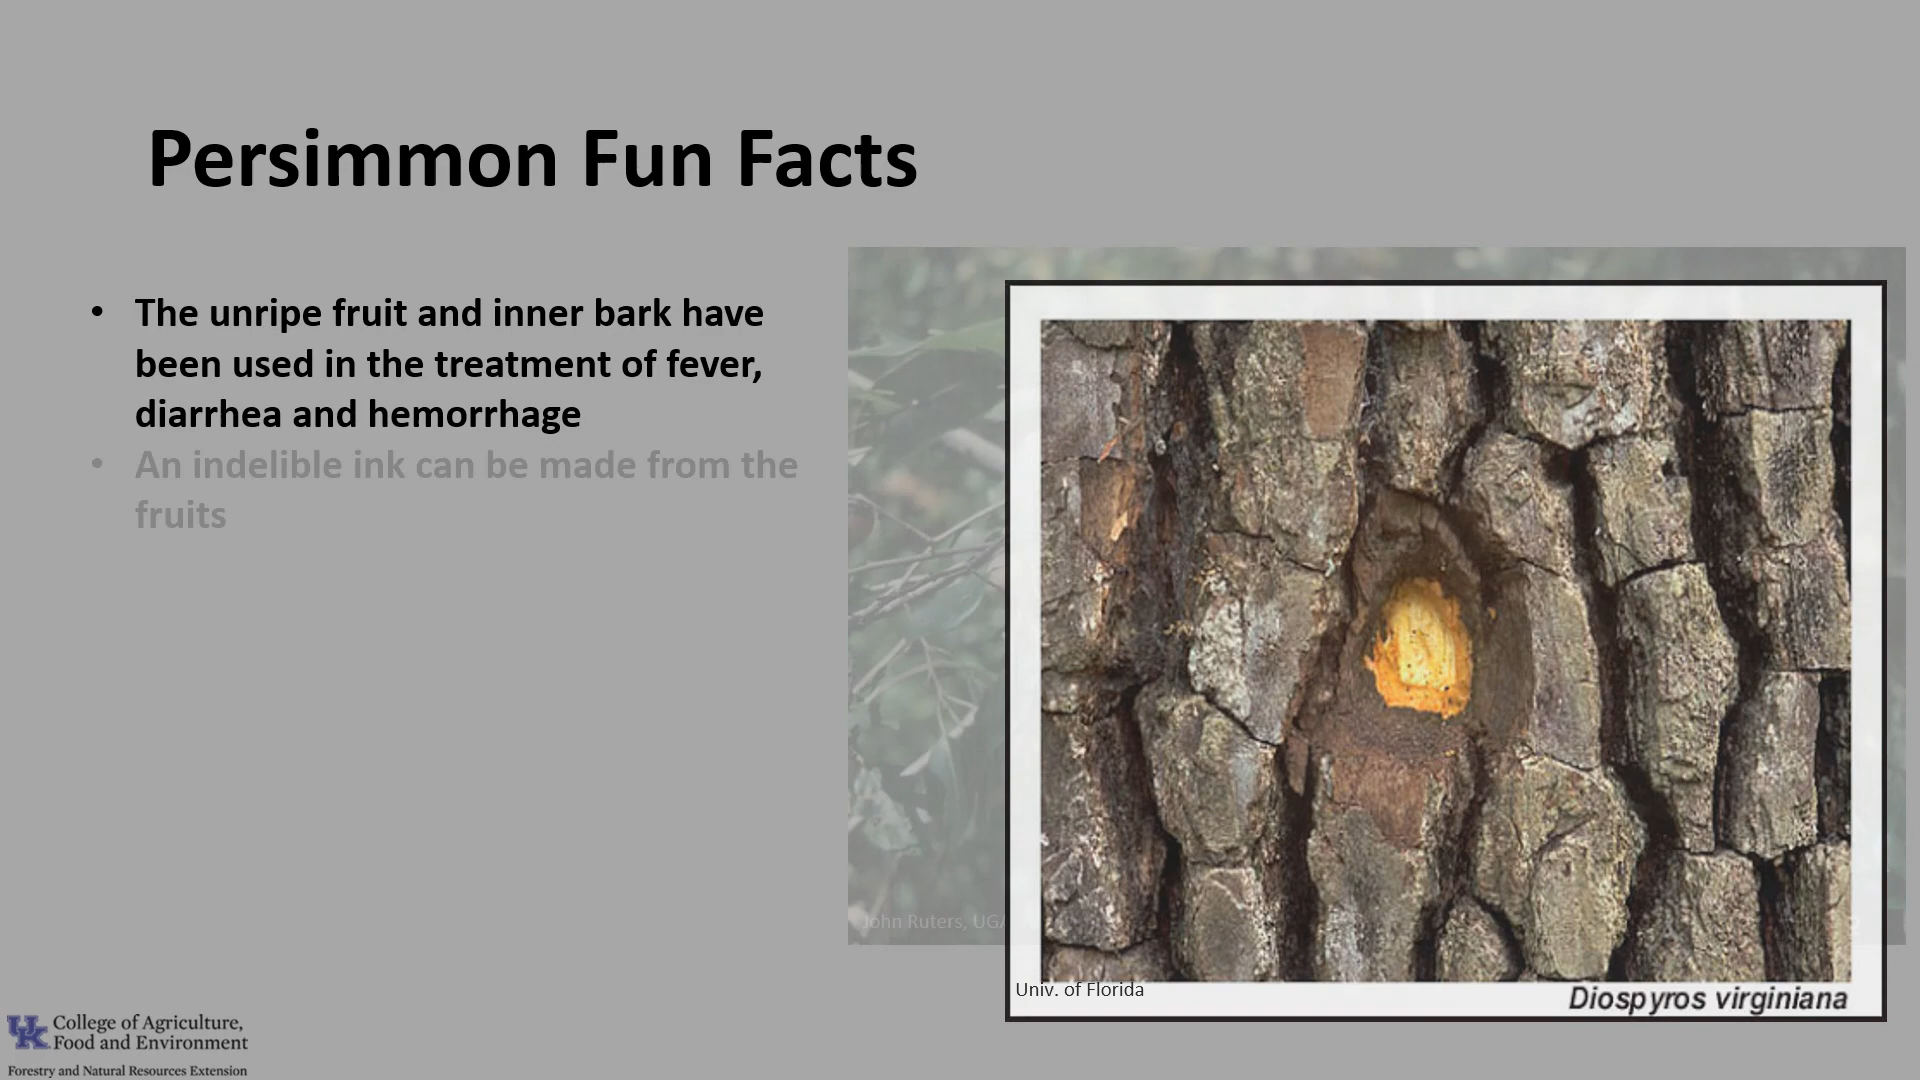 Persimmon Fun Facts
• The unripe fruit and inner bark have
been used in the treatment of fever,
diarrhea and hemorrhage
• An indelible ink can be made from the
fruits
John Ruters, UGA
Univ. of Florida
Diospyros virginiana
UK College of Agriculture,
Food and Environment
Forestry and Natural Resources Extension